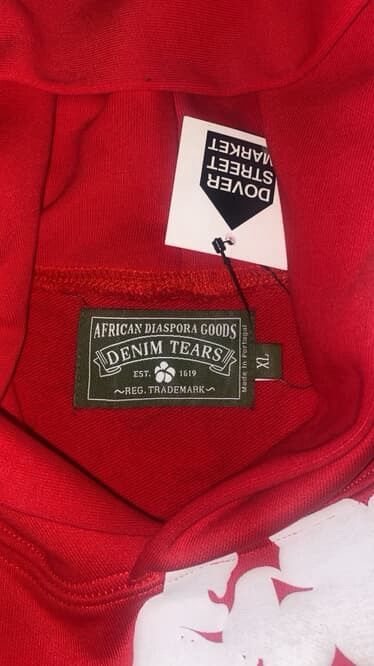 DOVER
STREET
MARKET
AFRICAN DIASPORA GOODS
DENIM TEARS
EST. 1619
~REG. TRADEMARK~
Made In Portugal
XL